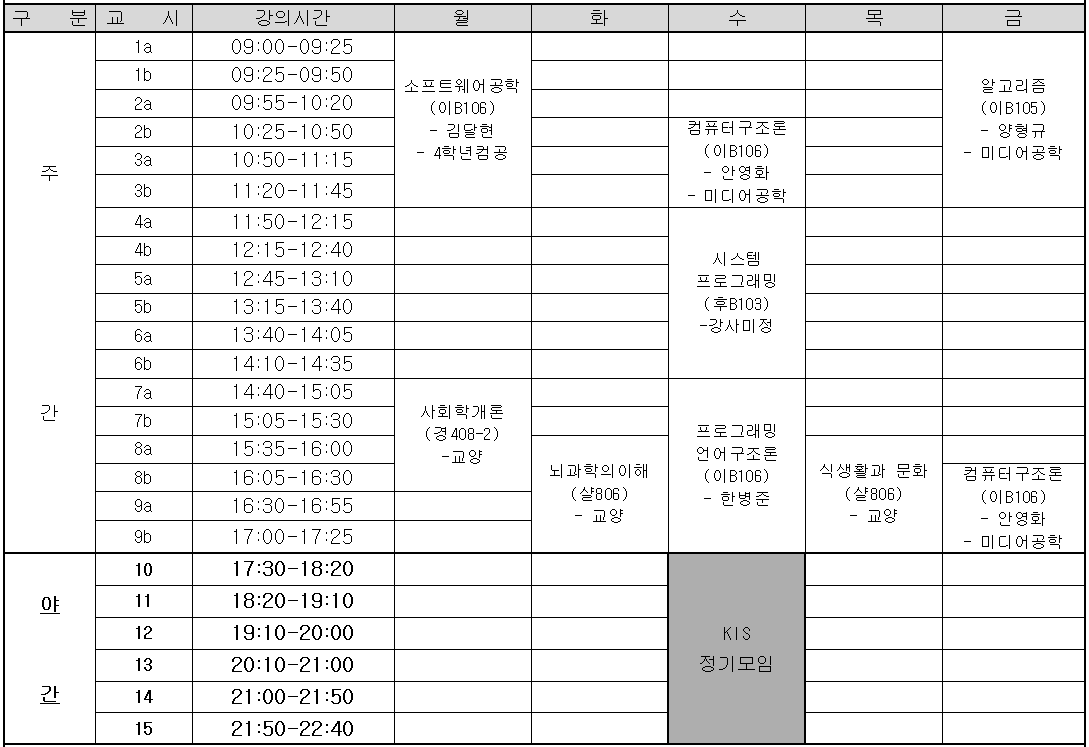 구 분 교 시 강의시간 월 화 수 목 금
주
간
1a 09:00-09:25
1b 09:25-09:50
2a 09:55-10:20
2b 10:25-10:50
3a 10:50-11:15
3b 11:20-11:45
4a 11:50-12:15
4b 12:15-12:40
5a 12:45-13:10
5b 13:15-13:40
6a 13:40-14:05
6b 14:10-14:35
7a 14:40-15:05
7b 15:05-15:30
8a 15:35-16:00
8b 16:05-16:30
9a 16:30-16:55
9b 17:00-17:25
소프트웨어공학
(이B106)
- 김달현
- 4학년컴공
사회학개론
(경408-2)
-교양
뇌과학의이해
(샬806)
- 교양
컴퓨터구조론
(이B106)
- 안영화
- 미디어공학
시스템
프로그래밍
(후B103)
-강사미정
프로그래밍
언어구조론
(이B106)
- 한병준
식생활과 문화
(샬806)
- 교양
알고리즘
(이B105)
- 양형규
- 미디어공학
컴퓨터구조론
(이B106)
- 안영화
- 미디어공학
야
간
10 17:30-18:20
11 18:20-19:10
12 19:10-20:00
13 20:10-21:00
14 21:00-21:50
15 21:50-22:40
KIS
정기모임